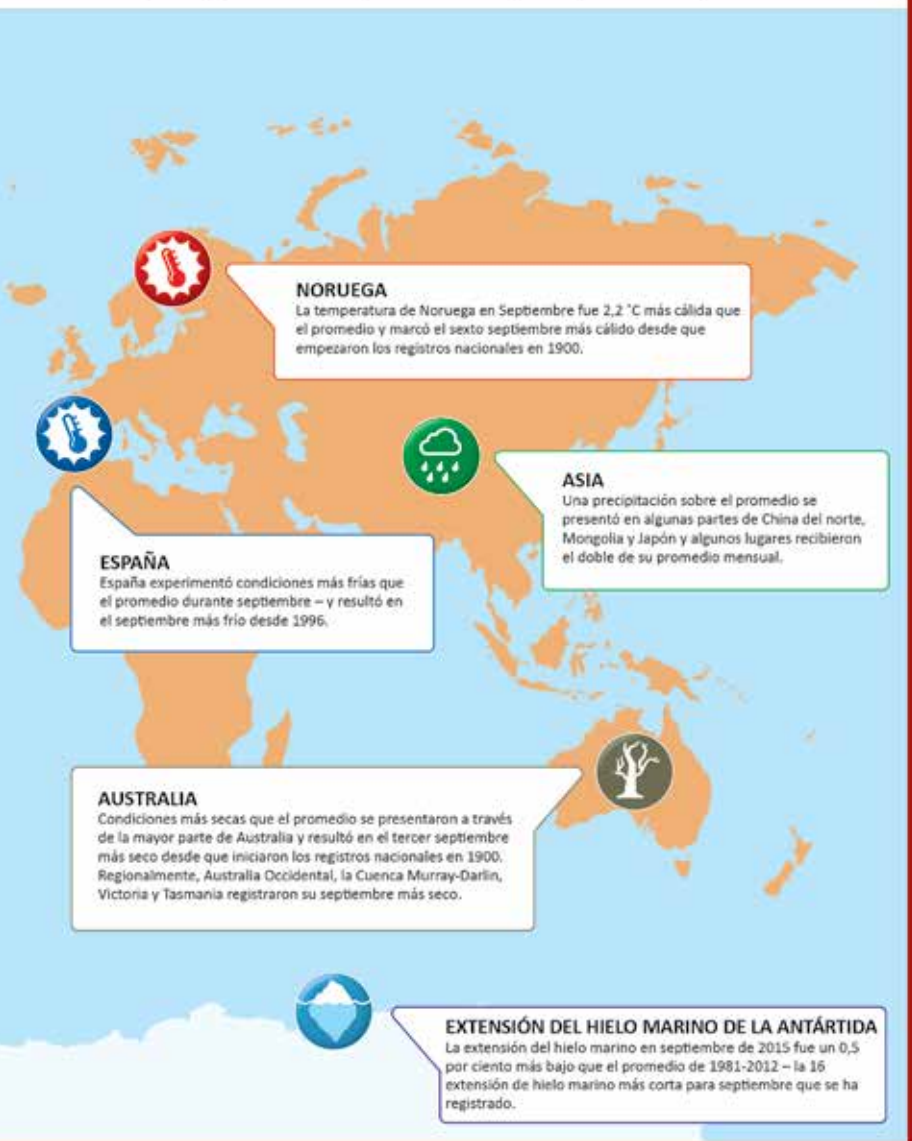 NORUEGA
La temperatura de Noruega en Septiembre fue 2,2 ˚C más cálida que
el promedio y marcó el sexto septiembre más cálido desde que
empezaron los registros nacionales en 1900.
ASIA
Una precipitación sobre el promedio se
presentó en algunas partes de China del norte,
Mongolia y Japón y algunos lugares recibieron
el doble de su promedio mensual.
ESPAÑA
España experimentó condiciones más frías que
el promedio durante septiembre – y resultó en
el septiembre más frío desde 1996.
AUSTRALIA
Condiciones más secas que el promedio se presentaron a través
de la mayor parte de Australia y resultó en el tercer septiembre
más seco desde que iniciaron los registros nacionales en 1900.
Regionalmente, Australia Occidental, la Cuenca Murray-Darlin,
Victoria y Tasmania registraron su septiembre más seco.
EXTENSIÓN DEL HIELO MARINO DE LA ANTÁRTIDA
La extensión del hielo marino en septiembre de 2015 fue un 0,5
por ciento más bajo que el promedio de 1981-2012 – la 16
extensión de hielo marino más corta para septiembre que se ha
registrado.